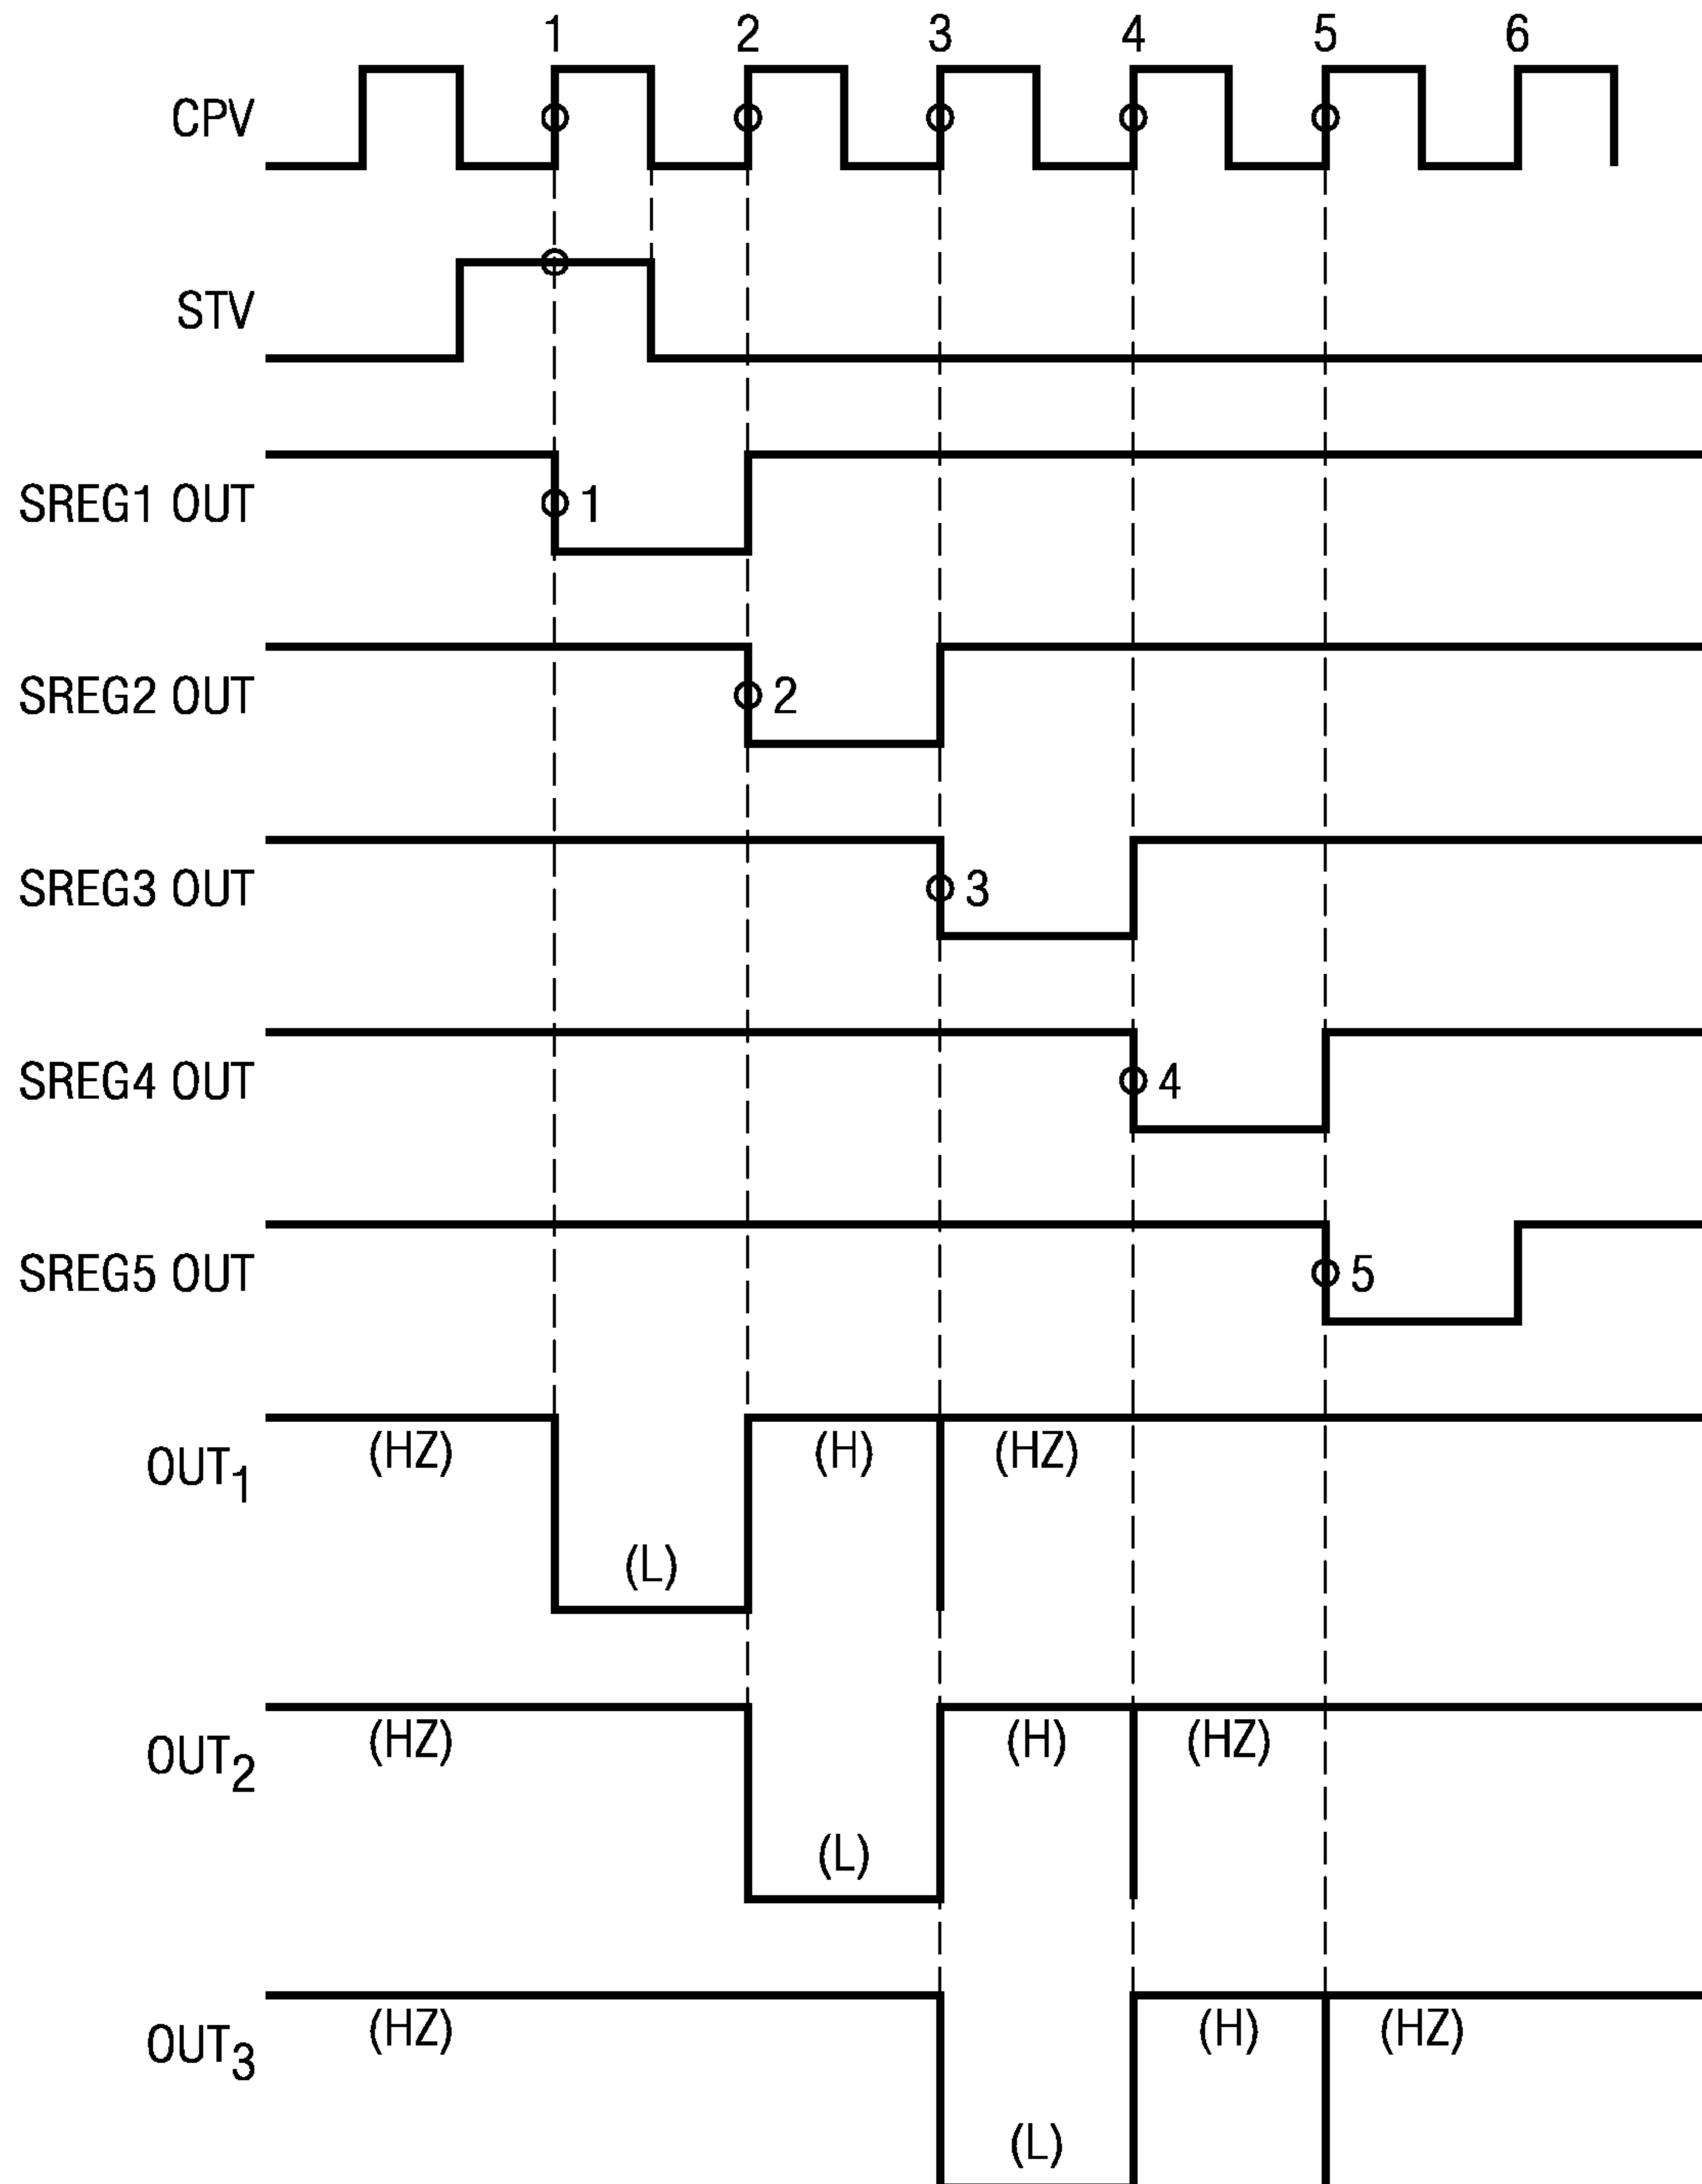 1 2 3 4 5 6
CPV
STV
SREG1 OUT 1
SREG2 OUT 2
SREG3 OUT 3
SREG4 OUT 4
SREG5 OUT 5
OUT1 (HZ) (H) (HZ)
(L)
OUT2 (HZ) (H) (HZ)
(L)
OUT3 (HZ) (H) (HZ)
(L)